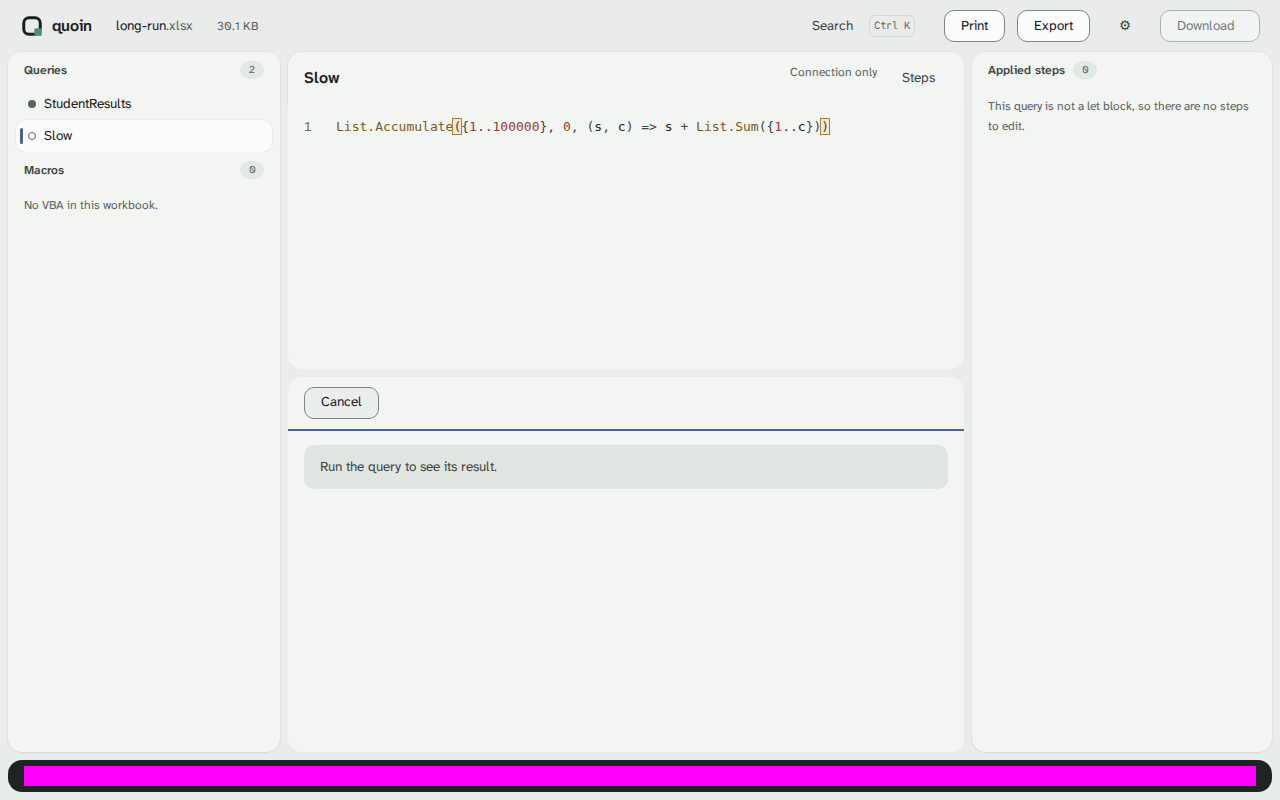 quoin
long-run.xlsx
30.1 KB
Search
Ctrl K
Print
Export
Download
Queries
2
StudentResults
Slow
Macros
0
No VBA in this workbook.
Slow
Connection only
Steps
1 List.Accumulate({1..100000}, 0, (s, c) => s + List.Sum({1..c}))
Cancel
Run the query to see its result.
Applied steps
0
This query is not a let block, so there are no steps
to edit.